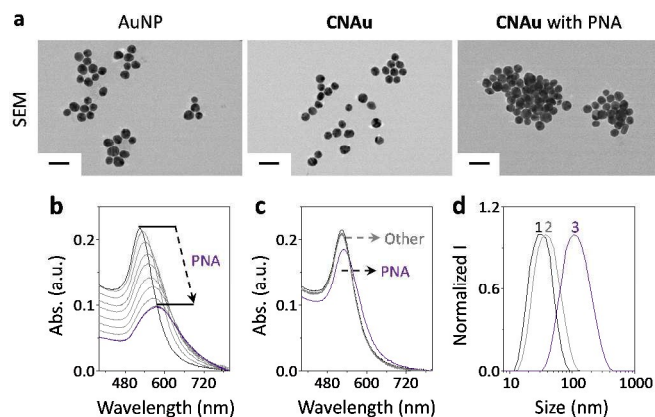 a
AuNP
CNAu
CNAu with PNA
SEM
b
c
d
Abs. (a.u.)
0.2
0.1
0.0
PNA
480 600 720
Wavelength (nm)
Abs. (a.u.)
0.2
0.1
0.0
Other
PNA
480 600 720
Wavelength (nm)
Normalized I
1.2
0.6
0.0
1 2 3
10 100 1000
Size (nm)